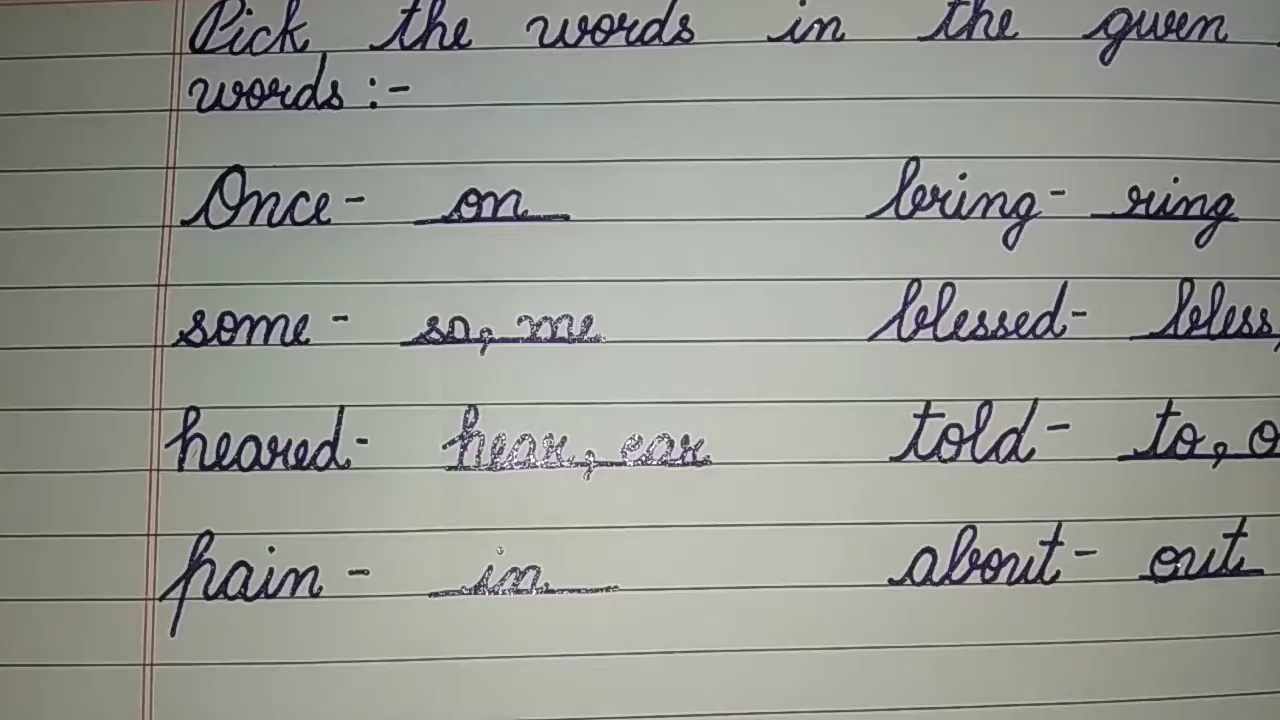 Pick the words in the given
words :-
Once - on bring - ring
some - so, me blessed - bless,
heared - hear, ear told - to, o
pain - in about - out